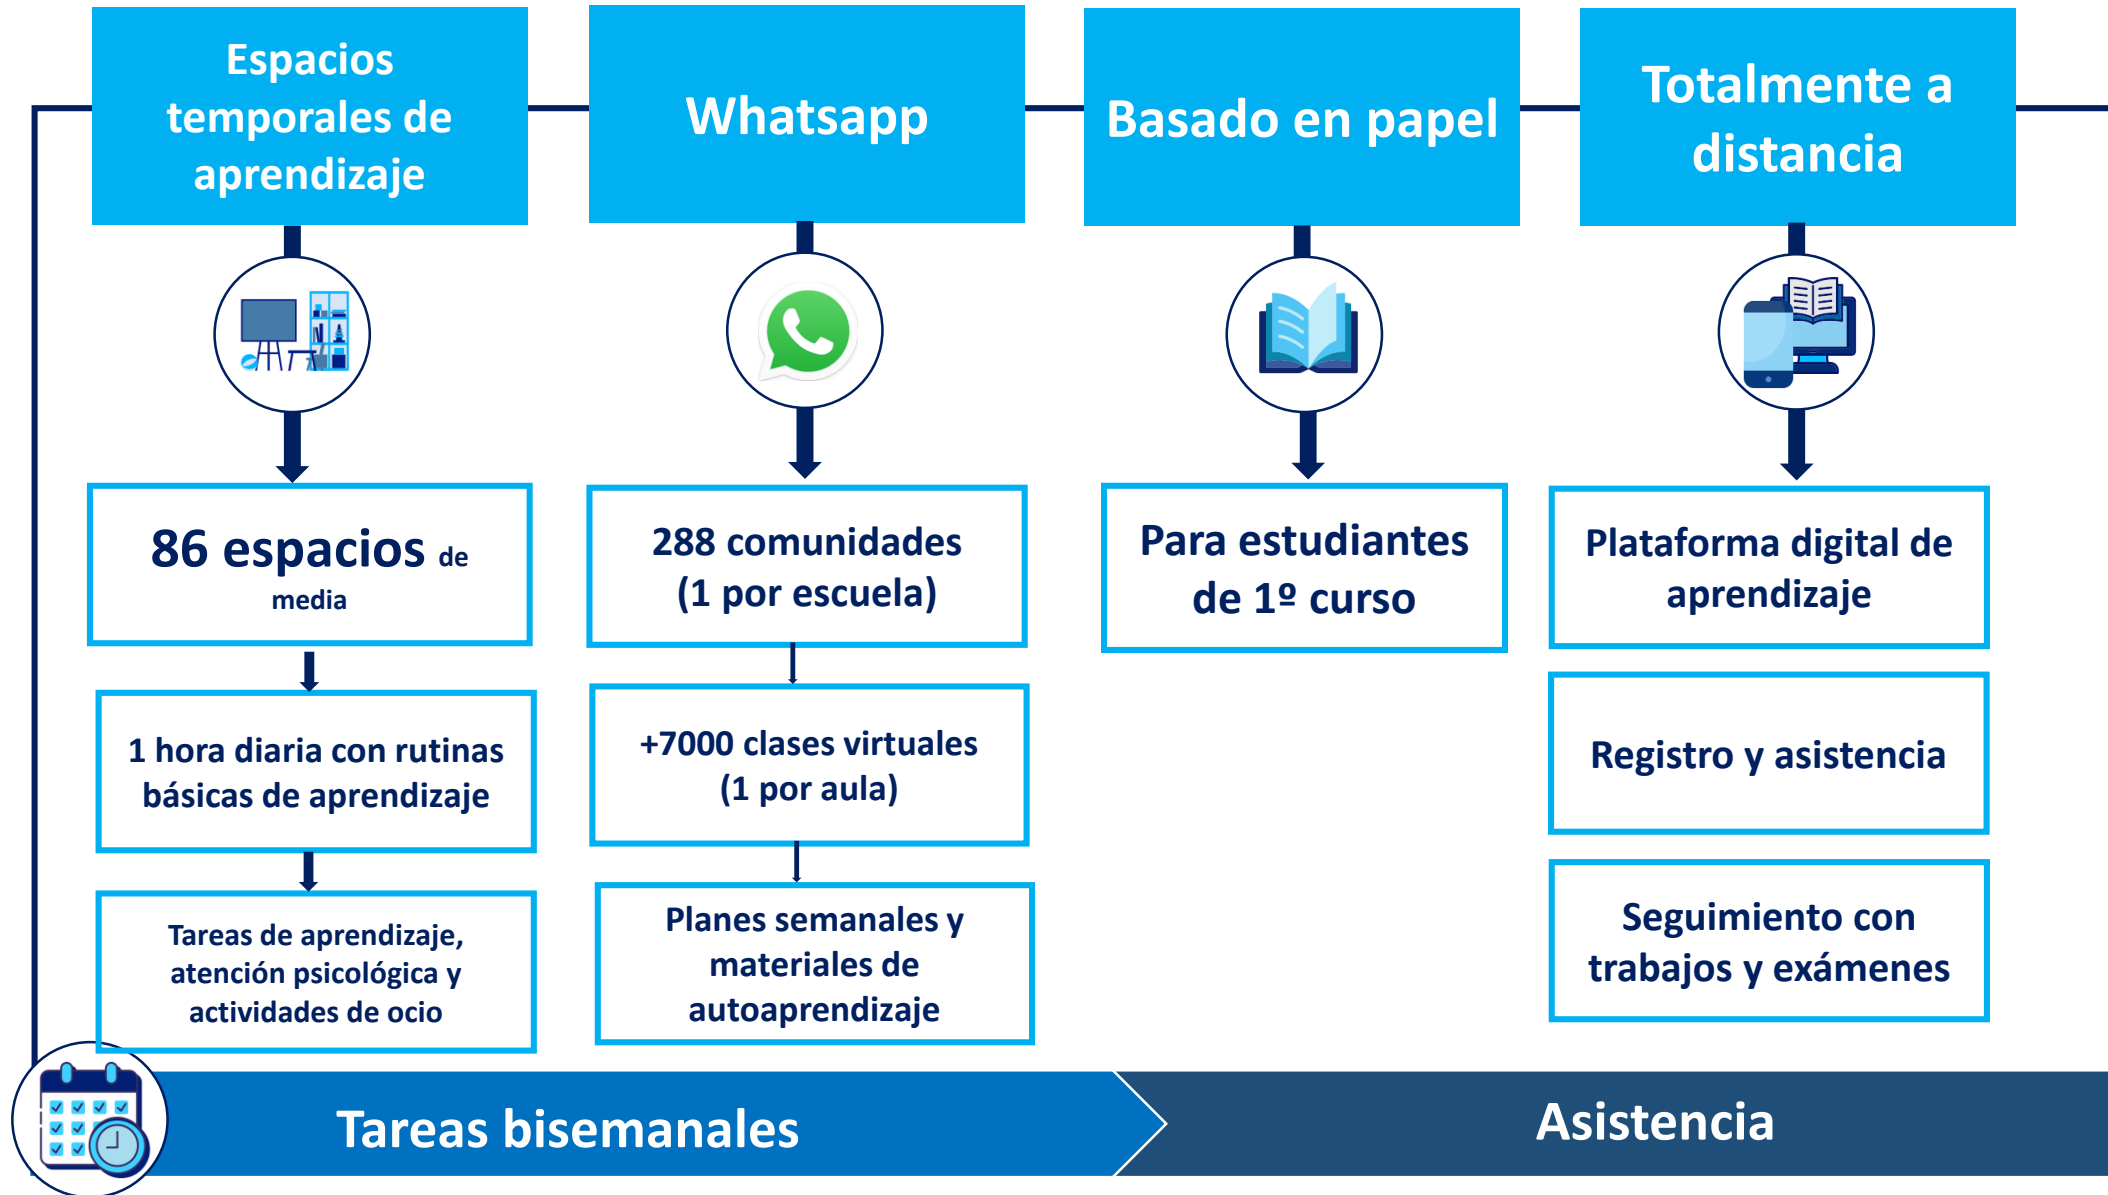 Espacios
temporales de
aprendizaje
Whatsapp
Basado en papel
Totalmente a
distancia
86 espacios de
media
1 hora diaria con rutinas
básicas de aprendizaje
Tareas de aprendizaje,
atención psicológica y
actividades de ocio
288 comunidades
(1 por escuela)
+7000 clases virtuales
(1 por aula)
Planes semanales y
materiales de
autoaprendizaje
Para estudiantes
de 1º curso
Plataforma digital de
aprendizaje
Registro y asistencia
Seguimiento con
trabajos y exámenes
Tareas bisemanales
Asistencia